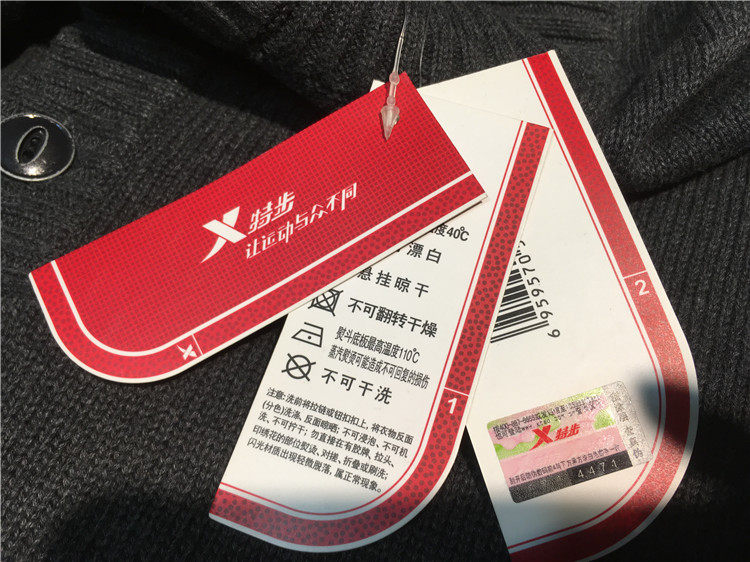 特步
让运动与众不同
度40℃
漂白
悬挂晾干
不可翻转干燥
熨斗底板最高温度110℃
蒸汽熨烫可能造成不可回复的损伤
不可干洗
注意:洗前将拉链或钮扣扣上,将衣物反面
(分色)洗涤、反面晒晒;不可浸泡、不可机
洗、不可拧干;勿直接在有胶牌、拉头、
印绣花的部位熨烫、对搓、折叠或刷洗;
闪光材质出现轻微脱落,属正常现象。
1
2
6959570
特步
4471